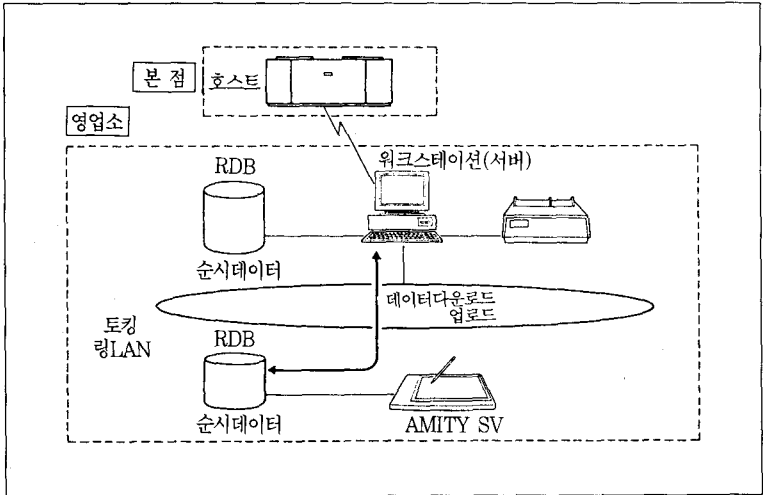 본 점
호스트
영업소
RDB
워크스테이션(서버)
순시데이터
데이터다운로드
업로드
토킹
링LAN
RDB
순시데이터
AMITY SV